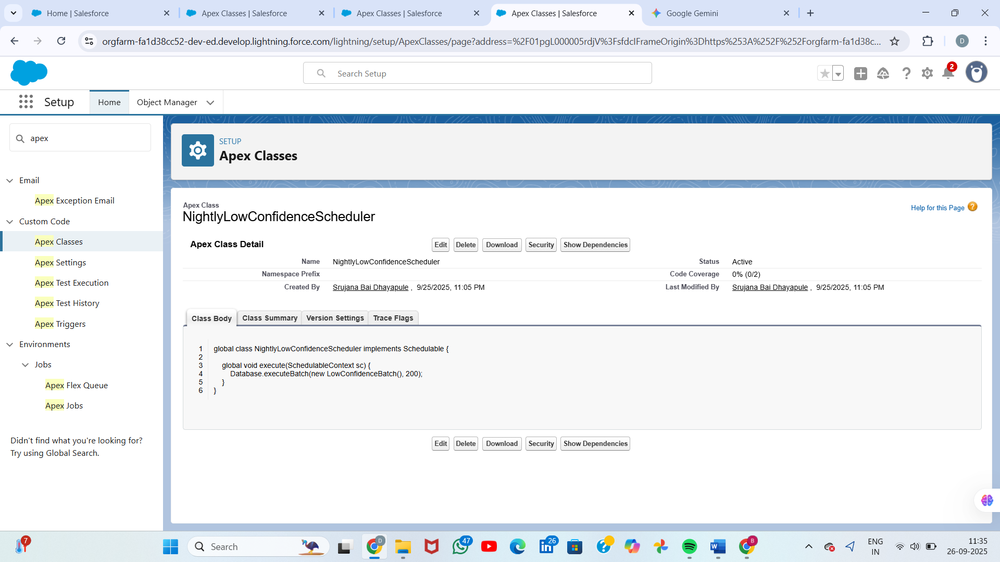 Home | Salesforce
Apex Classes | Salesforce
Apex Classes | Salesforce
Apex Classes | Salesforce
Google Gemini
orgfarm-fa1d38cc52-dev-ed.develop.lightning.force.com/lightning/setup/ApexClasses/page?address=%2F01pgL000005rdjV%3FsfdcIFrameOrigin%3Dhttps%253A%252F%252Forgfarm-fa1d38c...
D
Search Setup
2
Setup
Home
Object Manager
apex
Email
Apex Exception Email
Custom Code
Apex Classes
Apex Settings
Apex Test Execution
Apex Test History
Apex Triggers
Environments
Jobs
Apex Flex Queue
Apex Jobs
Didn't find what you're looking for?
Try using Global Search.
SETUP
Apex Classes
Apex Class
NightlyLowConfidenceScheduler
Help for this Page
Apex Class Detail
Edit Delete Download Security Show Dependencies
Name NightlyLowConfidenceScheduler Status Active
Namespace Prefix Code Coverage 0% (0/2)
Created By Srujana Bai Dhayapule , 9/25/2025, 11:05 PM Last Modified By Srujana Bai Dhayapule , 9/25/2025, 11:05 PM
Class Body Class Summary Version Settings Trace Flags
1 global class NightlyLowConfidenceScheduler implements Schedulable {
2
3 global void execute(SchedulableContext sc) {
4 Database.executeBatch(new LowConfidenceBatch(), 200);
5 }
6 }
Edit Delete Download Security Show Dependencies
7
Search
D
47
26
B
ENG
IN
11:35
26-09-2025